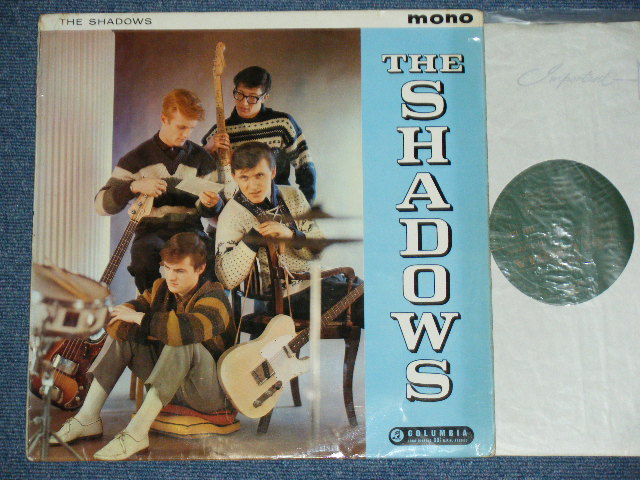 THE SHADOWS
mono
THE
SHADOWS
COLUMBIA